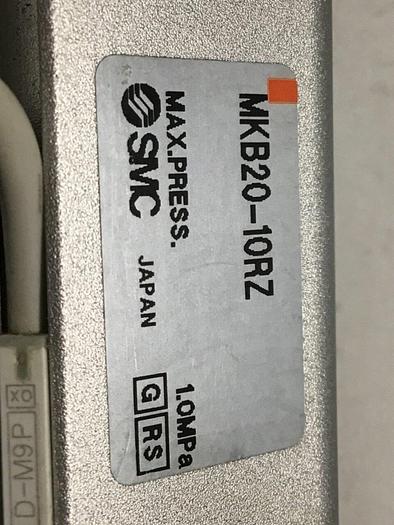 MKB20-10RZ
MAX.PRESS. 1.0MPa
SMC JAPAN G RS
D-M9P